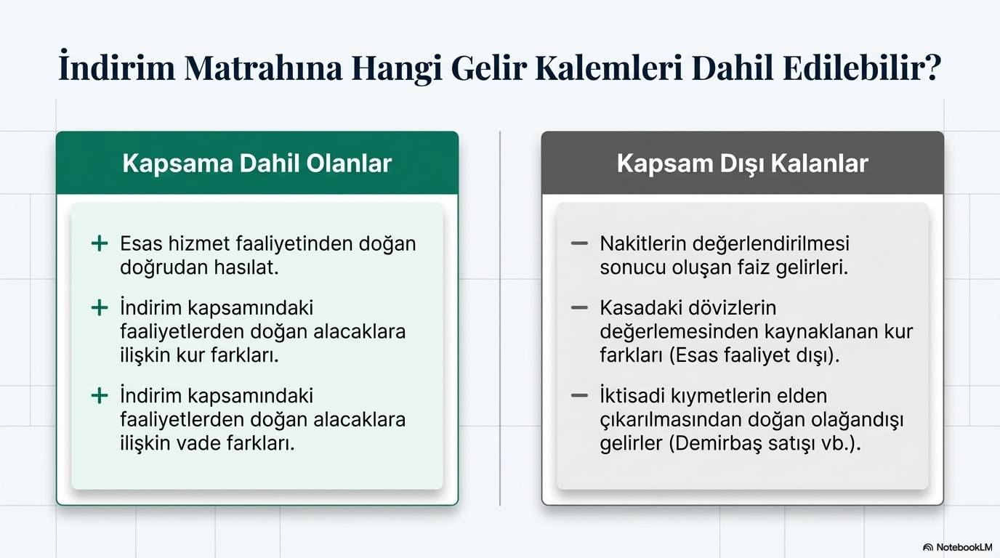 İndirim Matrahına Hangi Gelir Kalemleri Dahil Edilebilir?
Kapsama Dahil Olanlar
+ Esas hizmet faaliyetinden doğan
doğrudan hasılat.
+ İndirim kapsamındaki
faaliyetlerden doğan alacaklara
ilişkin kur farkları.
+ İndirim kapsamındaki
faaliyetlerden doğan alacaklara
ilişkin vade farkları.
Kapsam Dışı Kalanlar
— Nakitlerin değerlendirilmesi
sonucu oluşan faiz gelirleri.
— Kasadaki dövizlerin
değerlemesinden kaynaklanan kur
farkları (Esas faaliyet dışı).
— İktisadi kıymetlerin elden
çıkarılmasından doğan olağandışı
gelirler (Demirbaş satışı vb.).
NotebookLM